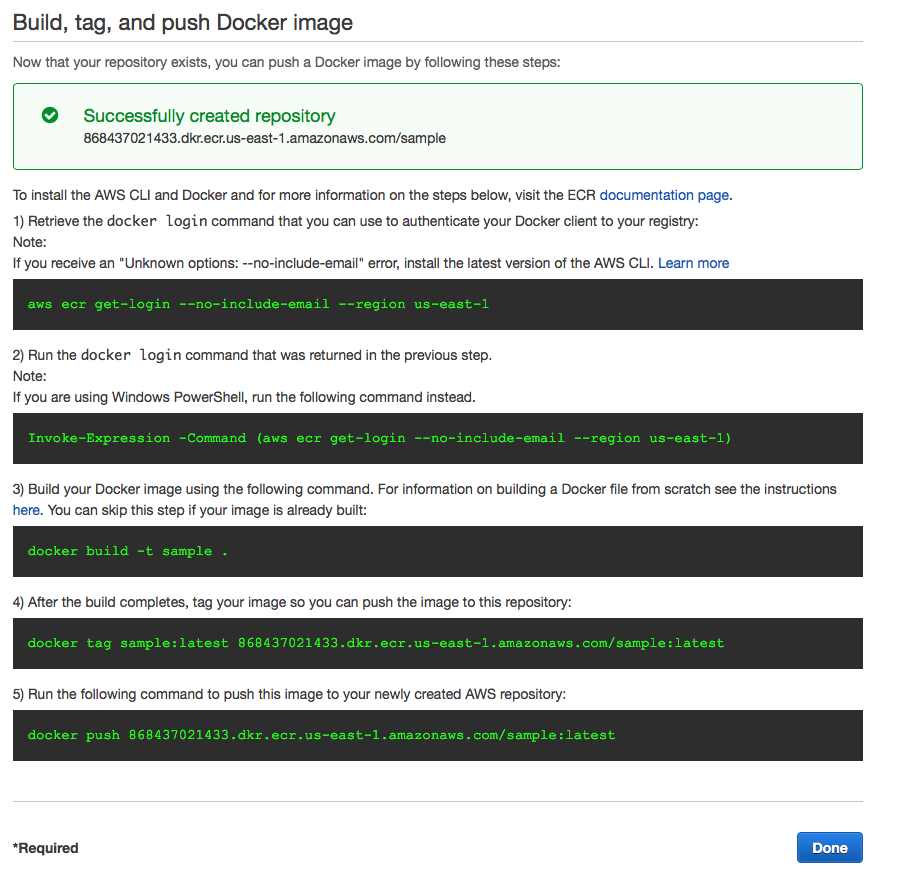 Build, tag, and push Docker image
Now that your repository exists, you can push a Docker image by following these steps:
Successfully created repository
868437021433.dkr.ecr.us-east-1.amazonaws.com/sample
To install the AWS CLI and Docker and for more information on the steps below, visit the ECR documentation page.
1) Retrieve the docker login command that you can use to authenticate your Docker client to your registry:
Note:
If you receive an "Unknown options: --no-include-email" error, install the latest version of the AWS CLI. Learn more
aws ecr get-login --no-include-email --region us-east-1
2) Run the docker login command that was returned in the previous step.
Note:
If you are using Windows PowerShell, run the following command instead.
Invoke-Expression -Command (aws ecr get-login --no-include-email --region us-east-1)
3) Build your Docker image using the following command. For information on building a Docker file from scratch see the instructions
here. You can skip this step if your image is already built:
docker build -t sample .
4) After the build completes, tag your image so you can push the image to this repository:
docker tag sample:latest 868437021433.dkr.ecr.us-east-1.amazonaws.com/sample:latest
5) Run the following command to push this image to your newly created AWS repository:
docker push 868437021433.dkr.ecr.us-east-1.amazonaws.com/sample:latest
*Required
Done